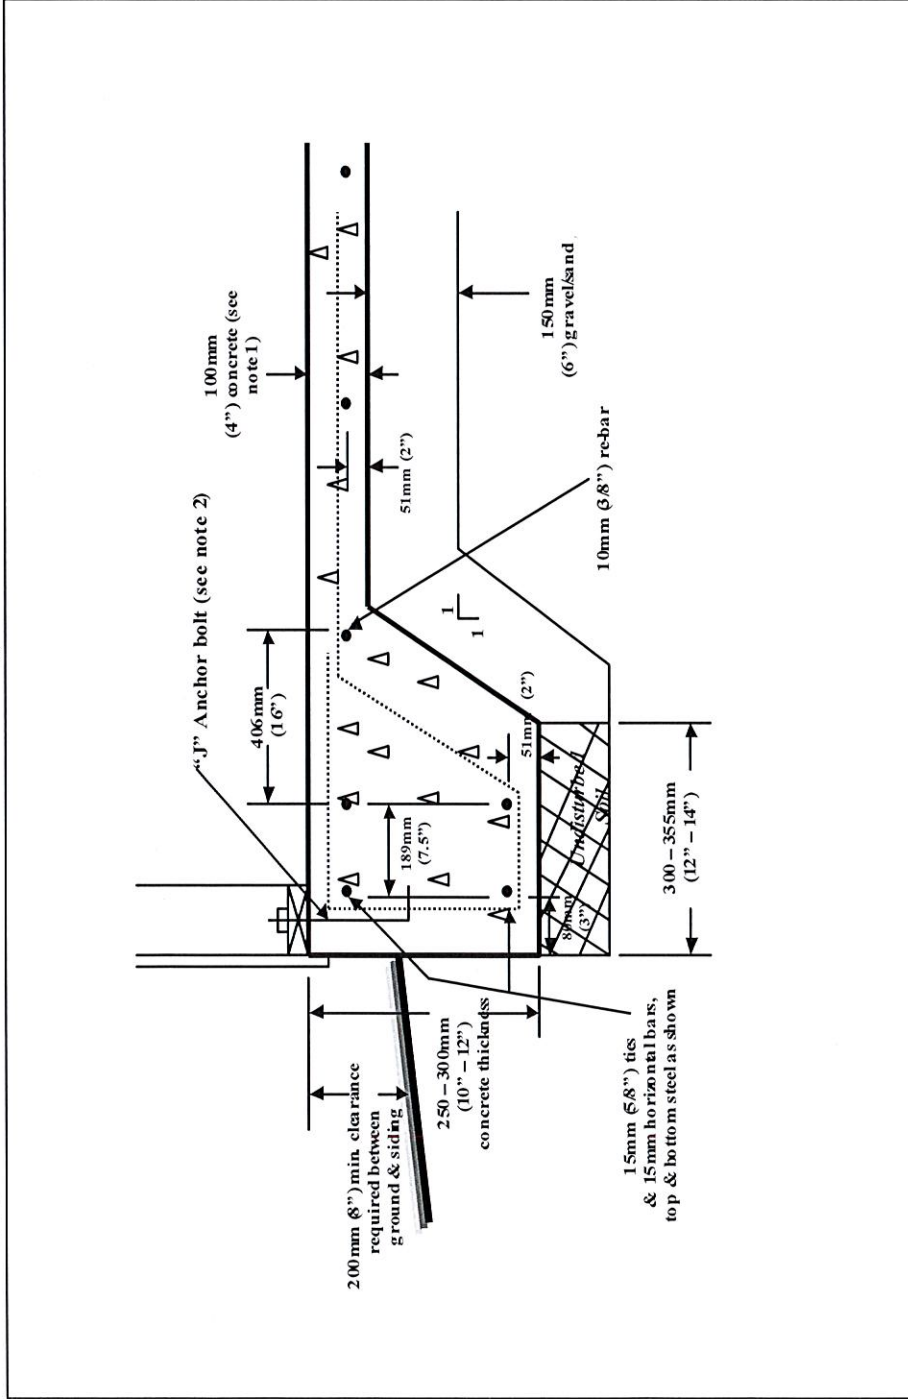 "J" Anchor bolt (see note 2)
100mm
(4") concrete (see
note 1)
406mm
(16")
51mm (2")
189mm
(7.5")
1
1
150mm
(6") gravel/sand
10mm (3/8") re-bar
51mm (2")
80mm
(3")
Undisturbed
Soil
300 – 355mm
(12" – 14")
200mm (8") min. clearance
required between
ground & siding
250 – 300mm
(10" – 12")
concrete thickness
15mm (5/8") ties
& 15mm horizontal bars,
top & bottom steel as shown